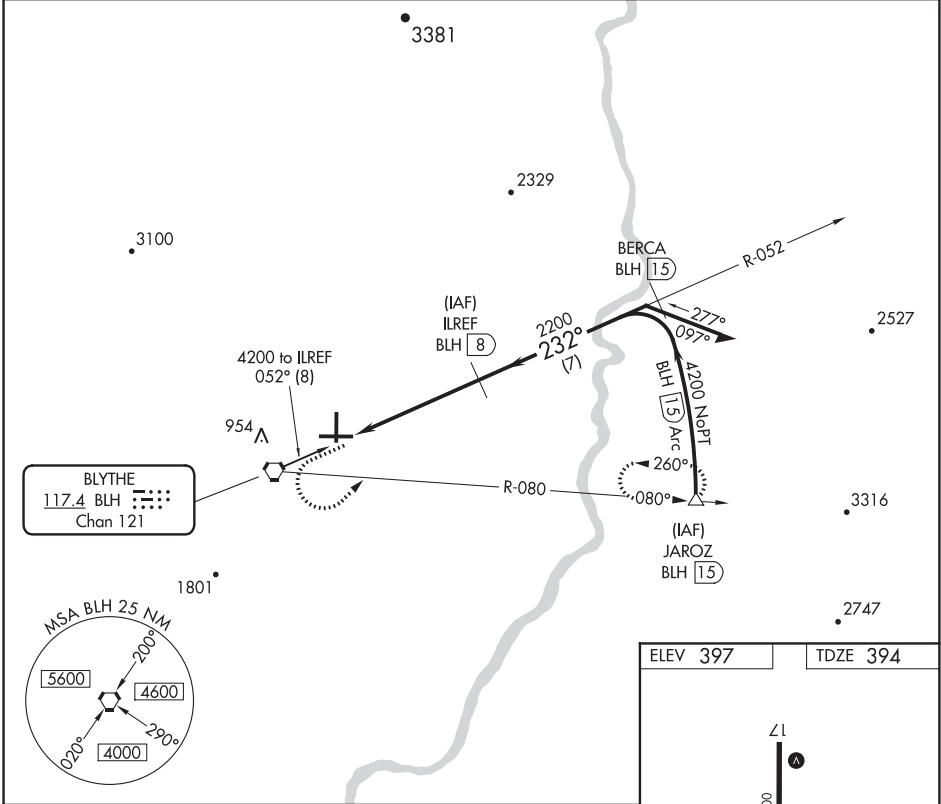 3381
2329
3100
BERCA
BLH 15
R-052
277°
097°
2527
(IAF)
ILREF
BLH 8
2200
232°
(7)
4200 to ILREF
052° (8)
4200 NoPT
BLH 15 Arc
954
BLYTHE
117.4 BLH
Chan 121
R-080
260°
080°
3316
(IAF)
JAROZ
BLH 15
1801
2747
MSA BLH 25 NM
200°
5600
4600
290°
020°
4000
ELEV 397
TDZE 394
17
V